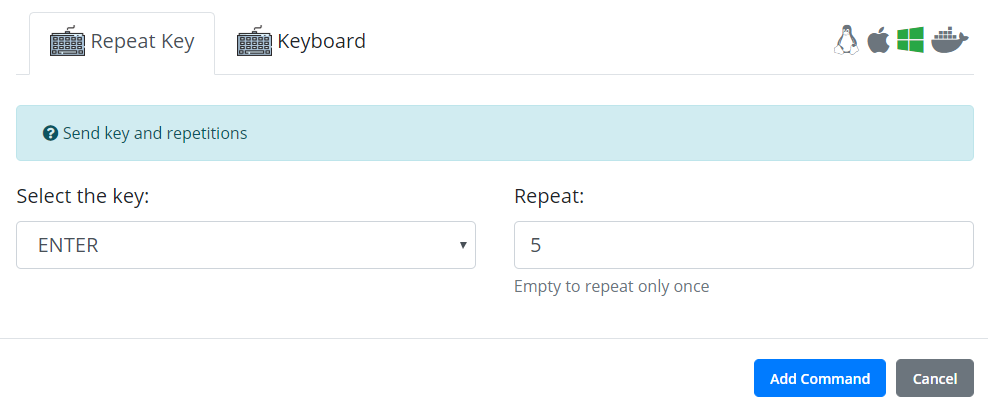 Repeat Key
Keyboard
Send key and repetitions
Select the key:
Repeat:
ENTER
5
Empty to repeat only once
Add Command
Cancel